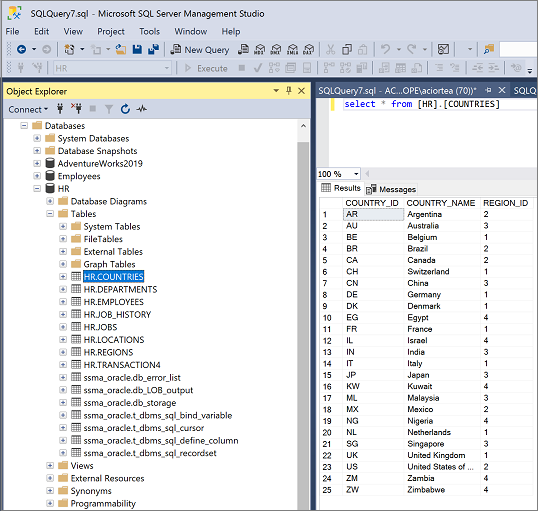 SQLQuery7.sql - Microsoft SQL Server Management Studio
File Edit View Project Tools Window Help
New Query MDX DMX XMLA DAX
HR Execute
Object Explorer
Connect
Databases
System Databases
Database Snapshots
AdventureWorks2019
Employees
HR
Database Diagrams
Tables
System Tables
FileTables
External Tables
Graph Tables
HR.COUNTRIES
HR.DEPARTMENTS
HR.EMPLOYEES
HR.JOB_HISTORY
HR.JOBS
HR.LOCATIONS
HR.REGIONS
HR.TRANSACTION4
ssma_oracle.db_error_list
ssma_oracle.db_LOB_output
ssma_oracle.db_storage
ssma_oracle.t_dbms_sql_bind_variable
ssma_oracle.t_dbms_sql_cursor
ssma_oracle.t_dbms_sql_define_column
ssma_oracle.t_dbms_sql_recordset
Views
External Resources
Synonyms
Programmability
SQLQuery7.sql - AC...OPE\aciortea (70))* SQLQ
select * from [HR].[COUNTRIES]
100 %
Results Messages
COUNTRY_ID COUNTRY_NAME REGION_ID
1 AR Argentina 2
2 AU Australia 3
3 BE Belgium 1
4 BR Brazil 2
5 CA Canada 2
6 CH Switzerland 1
7 CN China 3
8 DE Germany 1
9 DK Denmark 1
10 EG Egypt 4
11 FR France 1
12 IL Israel 4
13 IN India 3
14 IT Italy 1
15 JP Japan 3
16 KW Kuwait 4
17 ML Malaysia 3
18 MX Mexico 2
19 NG Nigeria 4
20 NL Netherlands 1
21 SG Singapore 3
22 UK United Kingdom 1
23 US United States of ... 2
24 ZM Zambia 4
25 ZW Zimbabwe 4